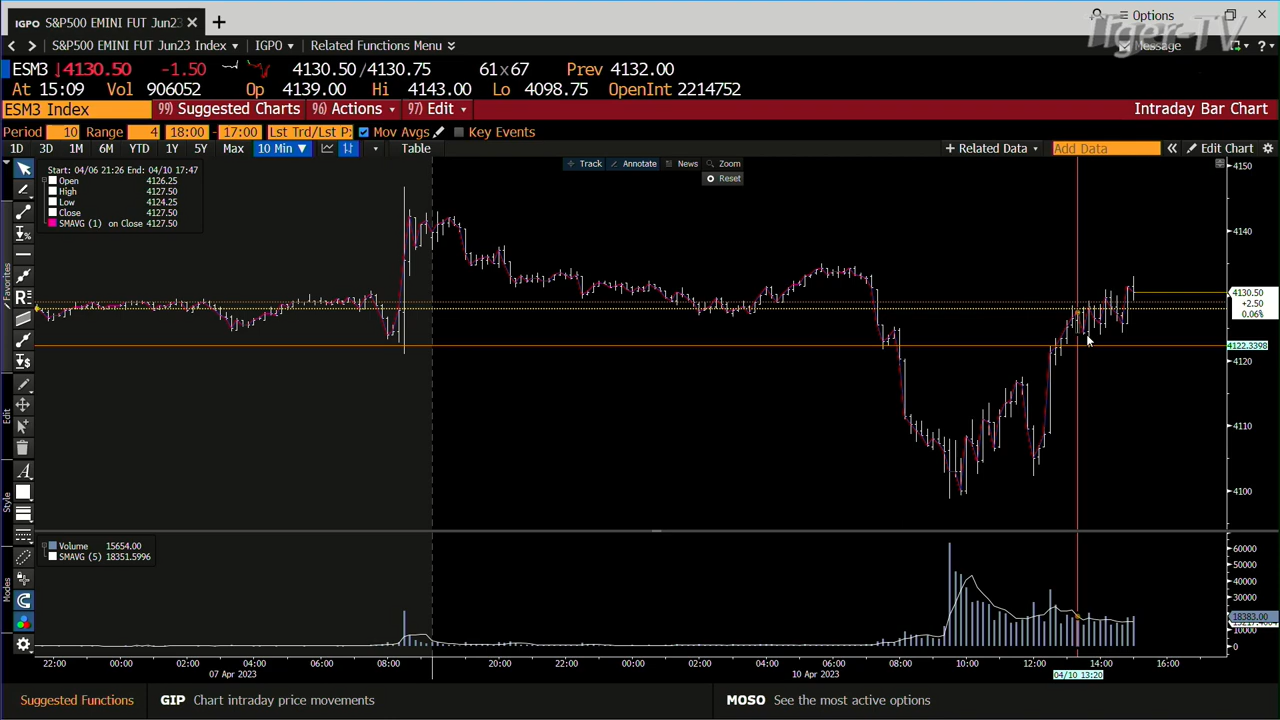 IGPO S&P500 EMINI FUT Jun23 × +
Options
Tiger-TV
S&P500 EMINI FUT Jun23 Index IGPO Related Functions Menu
Message
ESM3 4130.50 -1.50 4130.50/4130.75 61×67 Prev 4132.00
At 15:09 Vol 906052 Op 4139.00 Hi 4143.00 Lo 4098.75 OpenInt 2214752
ESM3 Index 99) Suggested Charts 96) Actions 97) Edit Intraday Bar Chart
Period 10 Range 4 18:00 - 17:00 Lst Trd/Lst P Mov Avgs Key Events
1D 3D 1M 6M YTD 1Y 5Y Max 10 Min ▼ Table + Related Data Add Data « Edit Chart
Track Annotate News Zoom
Reset
Start: 04/06 21:26 End: 04/10 17:47
Open 4126.25
High 4127.50
Low 4124.25
Close 4127.50
SMAVG (1) on Close 4127.50
Favorites
Edit
Style
Modes
4150
4140
4130.50
+2.50
0.06%
4122.3398
4120
4110
4100
Volume 15654.00
SMAVG (5) 18351.5996
60000
50000
40000
30000
18383.00
10000
0
22:00 00:00 02:00 04:00 06:00 08:00 20:00 22:00 00:00 02:00 04:00 06:00 08:00 10:00 12:00 14:00 16:00
07 Apr 2023 10 Apr 2023 04/10 13:20
Suggested Functions GIP Chart intraday price movements MOSO See the most active options